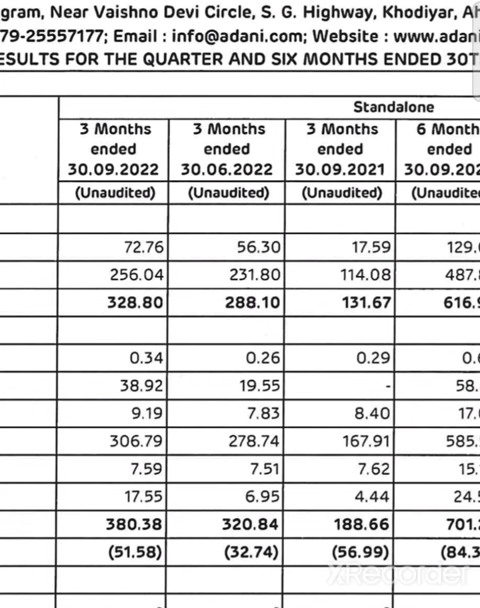 gram, Near Vaishno Devi Circle, S. G. Highway, Khodiyar, Ah
79-25557177; Email : info@adani.com; Website : www.adani
ESULTS FOR THE QUARTER AND SIX MONTHS ENDED 30T
Standalone
3 Months 3 Months 3 Months 6 Month
ended ended ended ended
30.09.2022 30.06.2022 30.09.2021 30.09.202
(Unaudited) (Unaudited) (Unaudited) (Unaudite
72.76 56.30 17.59 129.
256.04 231.80 114.08 487.
328.80 288.10 131.67 616.9
0.34 0.26 0.29 0.6
38.92 19.55 - 58.
9.19 7.83 8.40 17.0
306.79 278.74 167.91 585.
7.59 7.51 7.62 15.
17.55 6.95 4.44 24.5
380.38 320.84 188.66 701.2
(51.58) (32.74) (56.99) (84.3
XRecorder